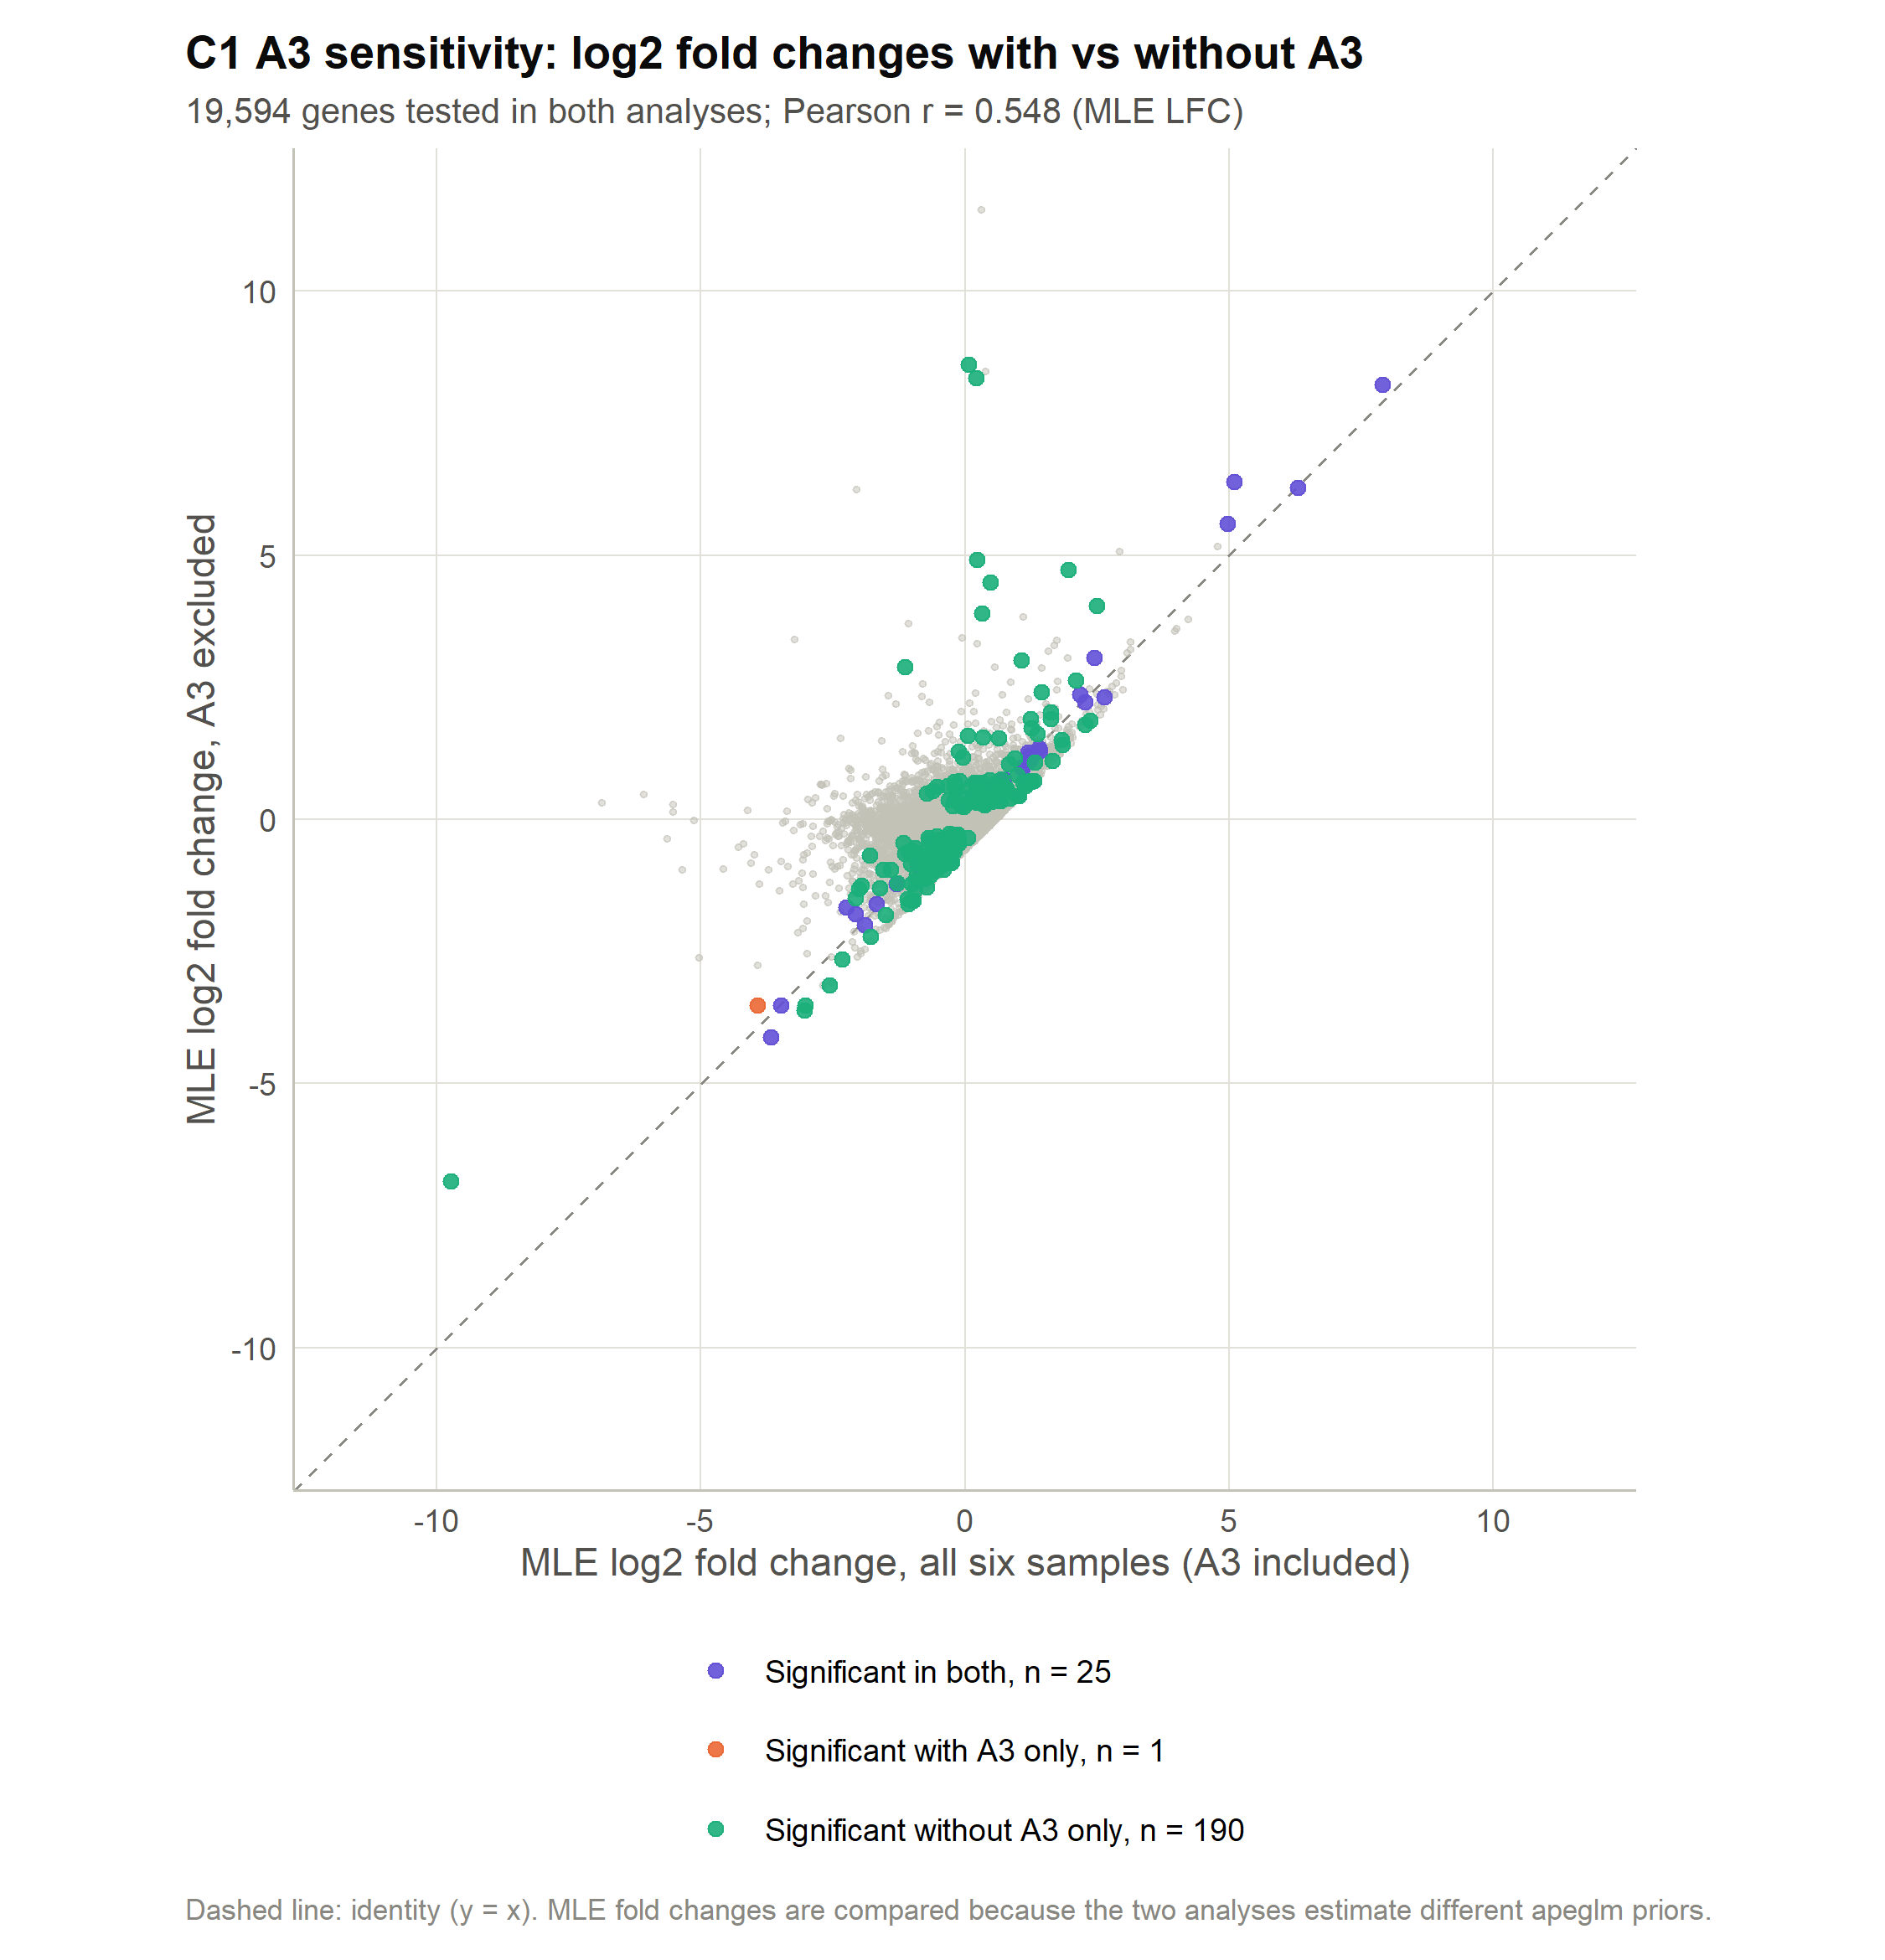 C1 A3 sensitivity: log2 fold changes with vs without A3
19,594 genes tested in both analyses; Pearson r = 0.548 (MLE LFC)
MLE log2 fold change, A3 excluded
10
5
0
-5
-10
-10
-5
0
5
10
MLE log2 fold change, all six samples (A3 included)
Significant in both, n = 25
Significant with A3 only, n = 1
Significant without A3 only, n = 190
Dashed line: identity (y = x). MLE fold changes are compared because the two analyses estimate different apeglm priors.